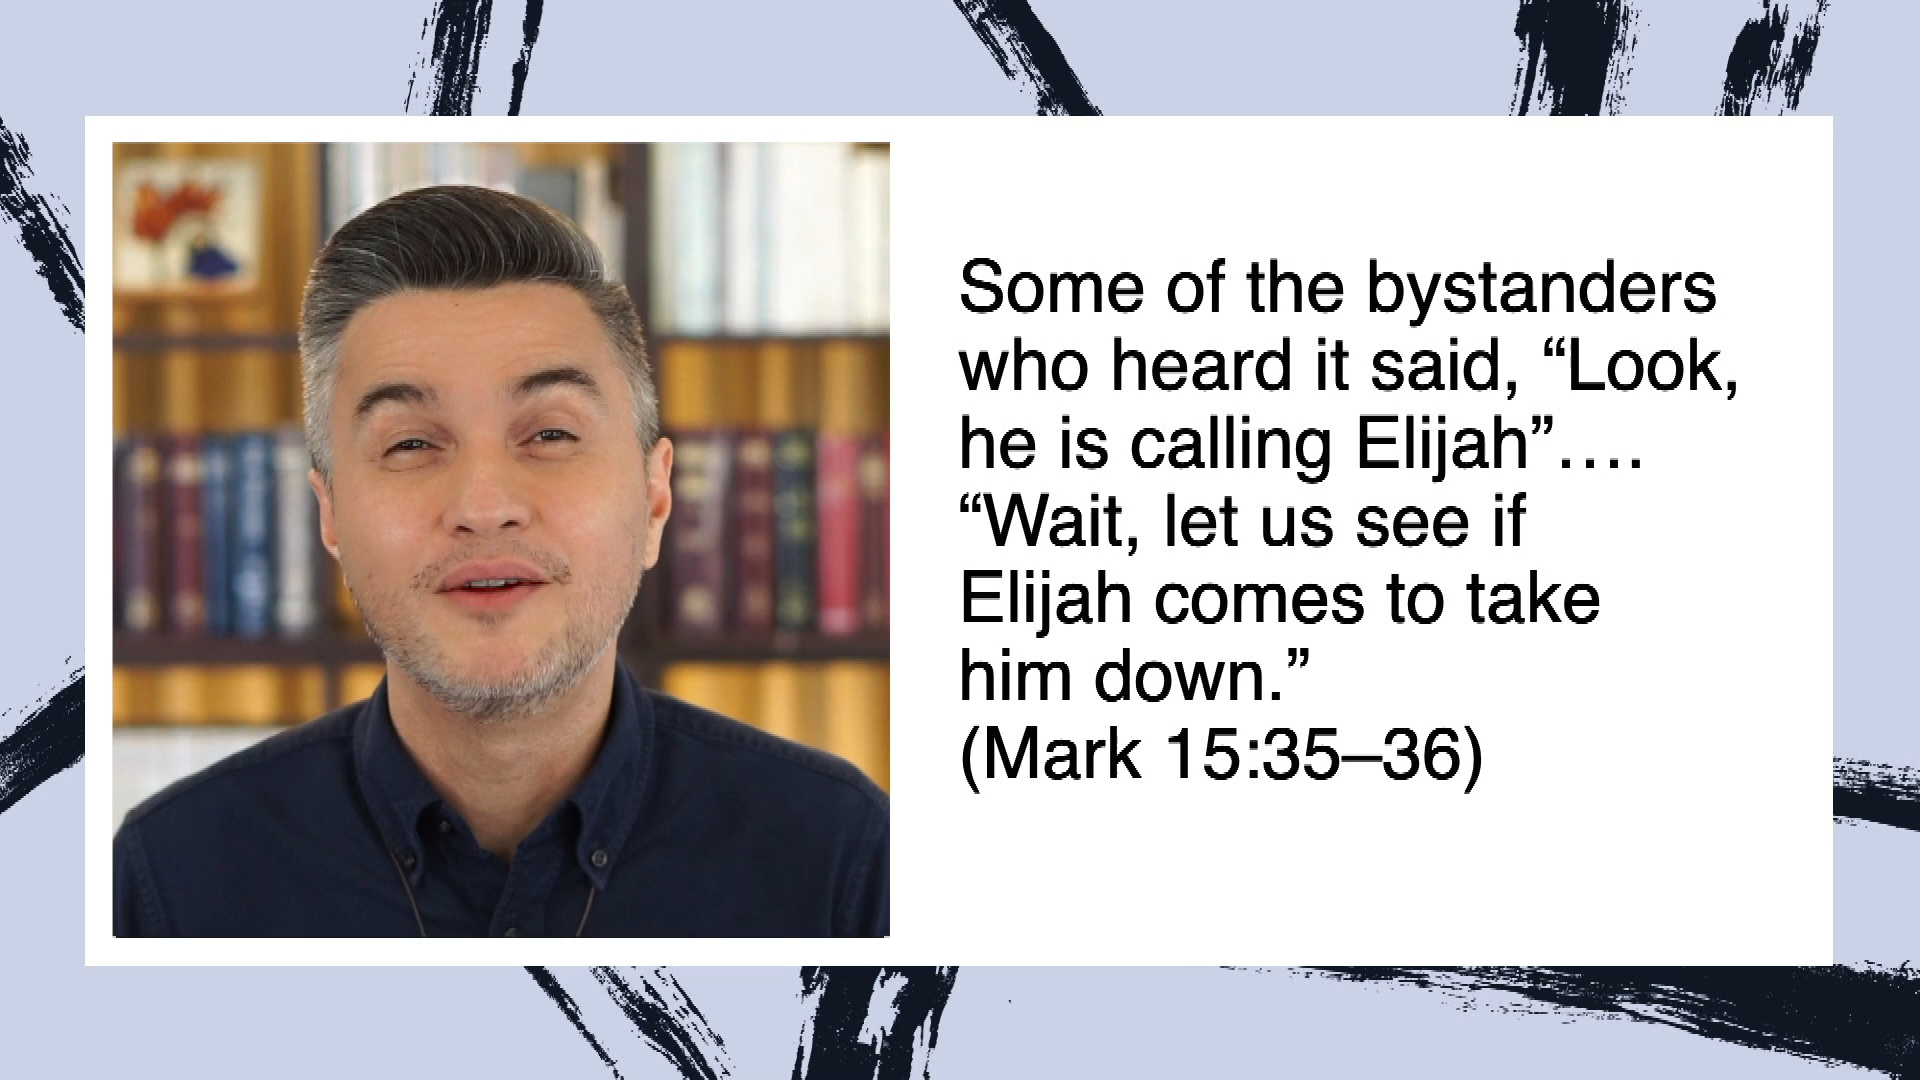 Some of the bystanders
who heard it said, “Look,
he is calling Elijah”….
“Wait, let us see if
Elijah comes to take
him down.”
(Mark 15:35–36)